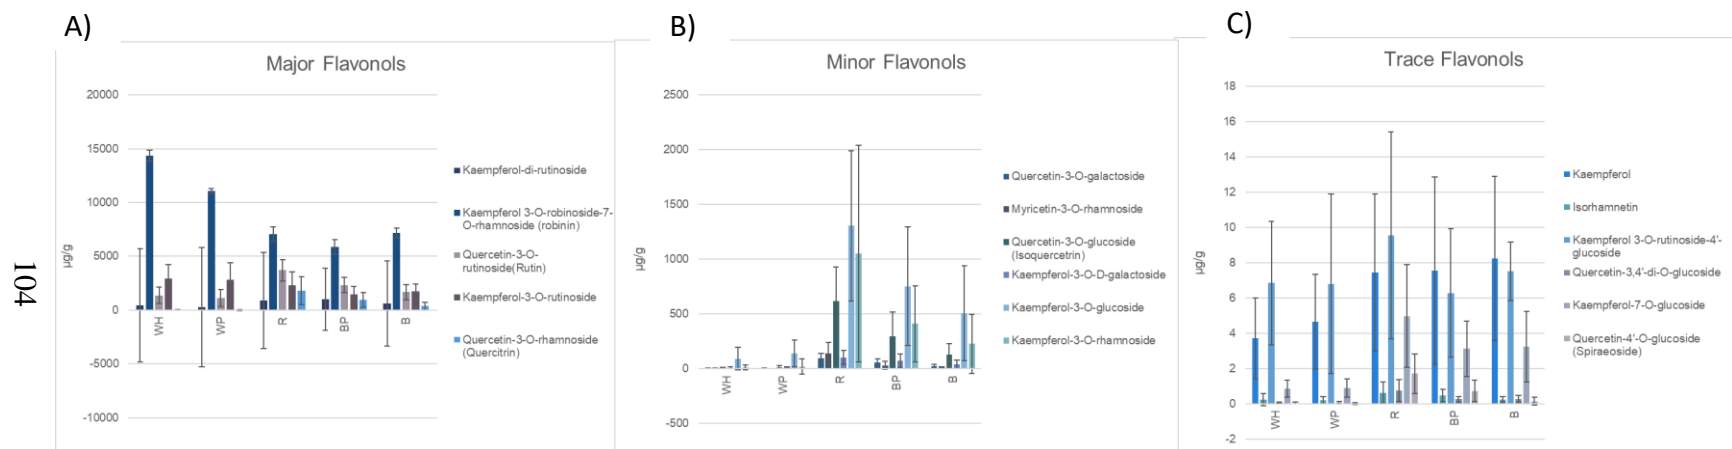 A)
Major Flavonols
20000
15000
10000
5000
0
-5000
-10000
µg/g
WH
WP
R
BP
B
Kaempferol-di-rutinoside
Kaempferol 3-O-robinoside-7-
O-rhamnoside (robinin)
Quercetin-3-O-
rutinoside(Rutin)
Kaempferol-3-O-rutinoside
Quercetin-3-O-rhamnoside
(Quercitrin)
B)
Minor Flavonols
2500
2000
1500
1000
500
0
-500
µg/g
WH
WP
R
BP
B
Quercetin-3-O-galactoside
Myricetin-3-O-rhamnoside
Quercetin-3-O-glucoside
(Isoquercetrin)
Kaempferol-3-O-D-galactoside
Kaempferol-3-O-glucoside
Kaempferol-3-O-rhamnoside
C)
Trace Flavonols
18
16
14
12
10
8
6
4
2
0
-2
µg/g
WH
WP
R
BP
B
Kaempferol
Isorhamnetin
Kaempferol 3-O-rutinoside-4'-
glucoside
Quercetin-3,4'-di-O-glucoside
Kaempferol-7-O-glucoside
Quercetin-4'-O-glucoside
(Spiraeoside)
104